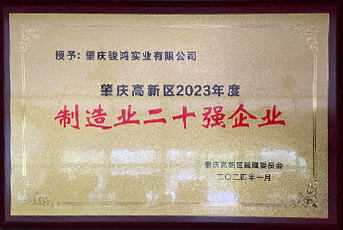 授予：肇庆骏鸿实业有限公司
肇庆高新区2023年度
制造业二十强企业
肇庆高新区管理委员会
二〇二四年一月